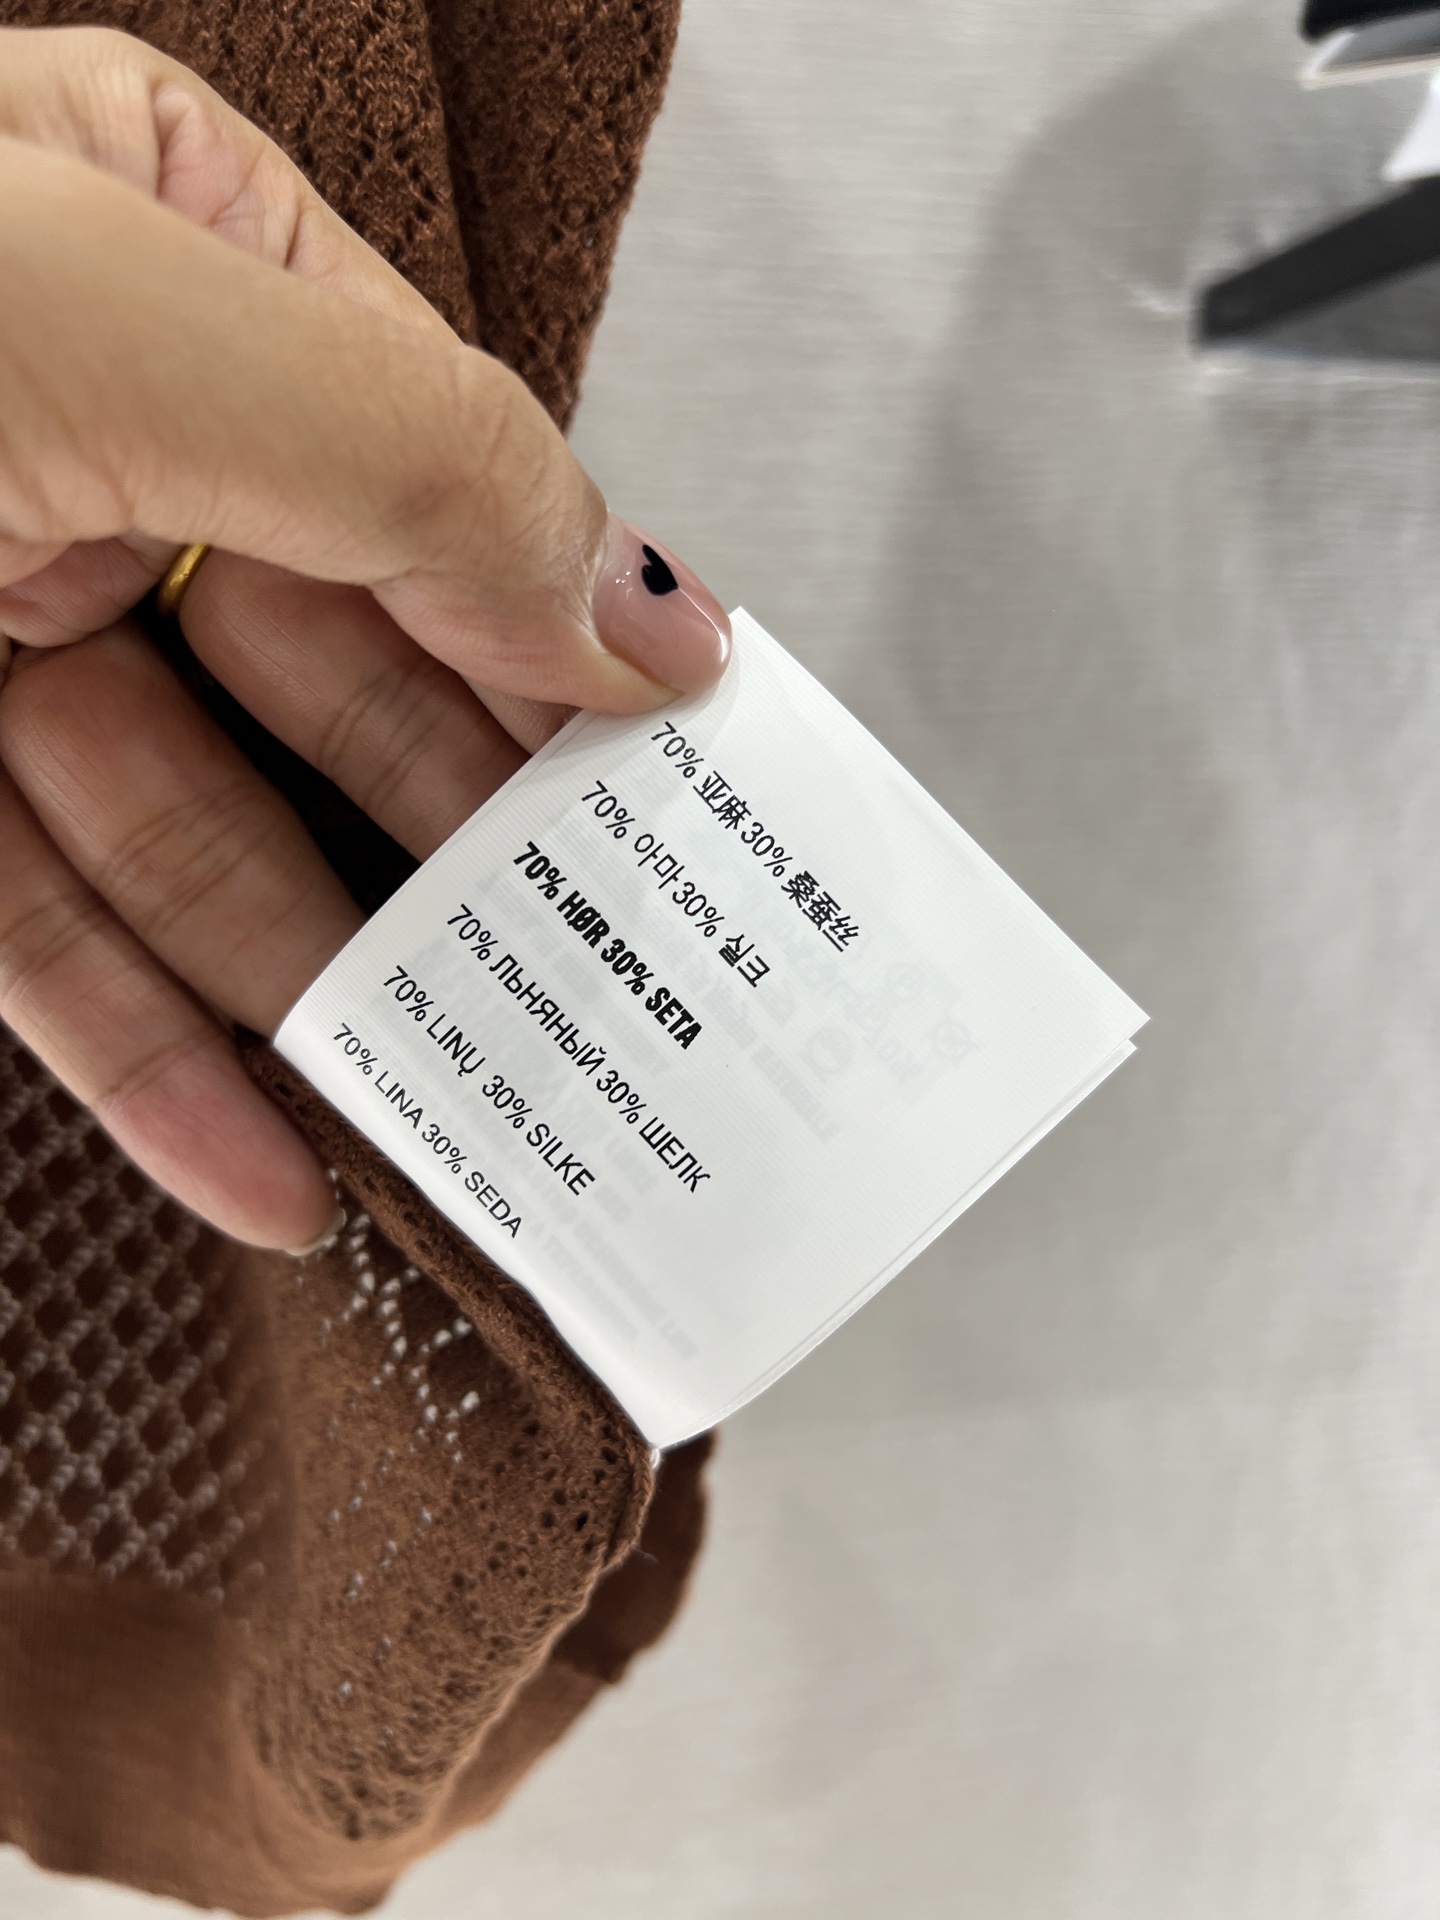 70% 亚麻 30% 桑蚕丝
70% 아마 30% 실크
70% HØR 30% SETA
70% ЛЬНЯНЫЙ 30% ШЕЛК
70% LINŲ 30% SILKE
70% LINA 30% SEDA